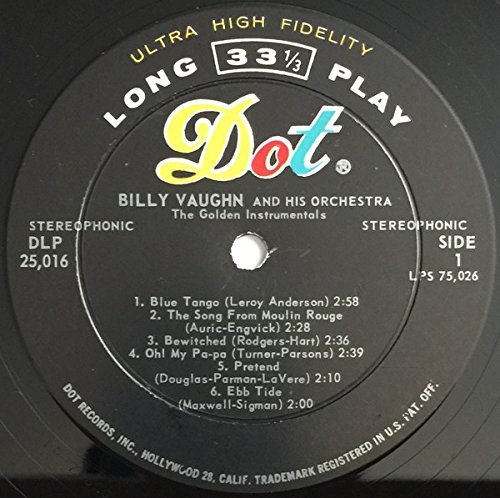 ULTRA HIGH FIDELITY
LONG 33 1/3 PLAY
Dot®
BILLY VAUGHN AND HIS ORCHESTRA
The Golden Instrumentals
STEREOPHONIC STEREOPHONIC
DLP SIDE
25,016 1
LPS 75,026
1. Blue Tango (Leroy Anderson) 2:58
2. The Song From Moulin Rouge
(Auric-Engvick) 2:28
3. Bewitched (Rodgers-Hart) 2:36
4. Oh! My Pa-pa (Turner-Parsons) 2:39
5. Pretend
(Douglas-Parman-LaVere) 2:10
6. Ebb Tide
(Maxwell-Sigman) 2:00
DOT RECORDS, INC., HOLLYWOOD 28, CALIF. TRADEMARK REGISTERED IN U.S. PAT. OFF.